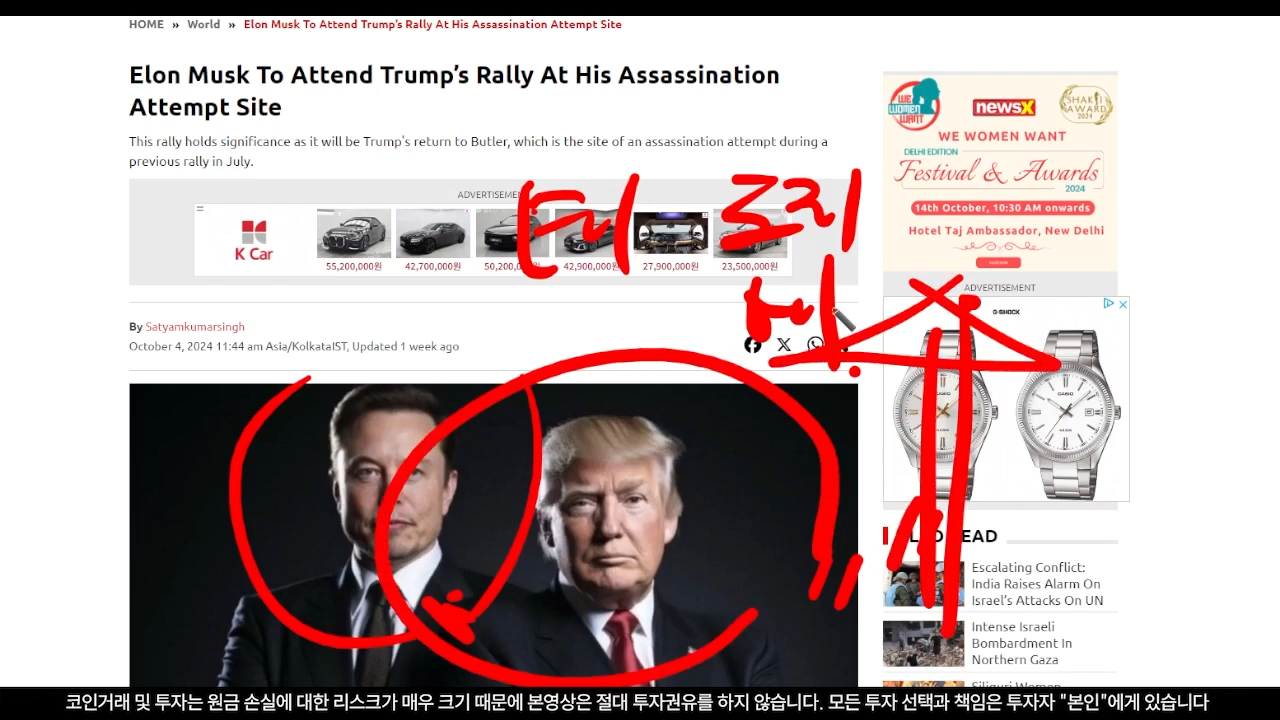 HOME » World » Elon Musk To Attend Trump’s Rally At His Assassination Attempt Site
Elon Musk To Attend Trump’s Rally At His Assassination
Attempt Site
This rally holds significance as it will be Trump's return to Butler, which is the site of an assassination attempt during a
previous rally in July.
ADVERTISEMENT
K Car
55,200,000원 42,700,000원 50,200,000원 42,900,000원 27,900,000원 23,500,000원
By Satyamkumarsingh
October 4, 2024 11:44 am Asia/KolkataIST, Updated 1 week ago
WE WOMEN WANT
newsX
SHAKTI AWARD 2024
WE WOMEN WANT
DELHI EDITION
Festival & Awards
2024
14th October, 10:30 AM onwards
Hotel Taj Ambassador, New Delhi
ADVERTISEMENT
G-SHOCK
CASIO
CASIO
READ
Escalating Conflict:
India Raises Alarm On
Israel’s Attacks On UN
Intense Israeli
Bombardment In
Northern Gaza
Siliguri Women
코인거래 및 투자는 원금 손실에 대한 리스크가 매우 크기 때문에 본영상은 절대 투자권유를 하지 않습니다. 모든 투자 선택과 책임은 투자자 "본인"에게 있습니다